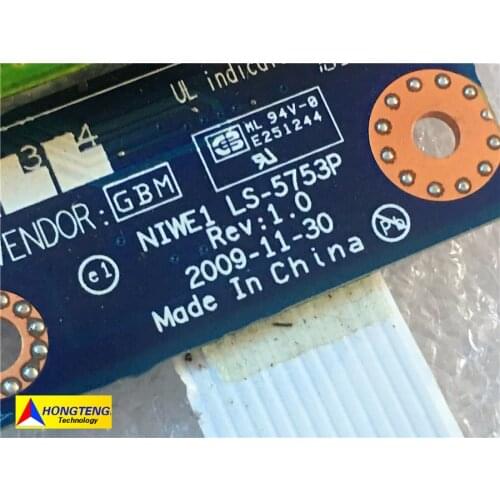 UL indica
3 4
ML 94V-0
E251244
VENDOR: GBM
NIWE1 LS-5753P
Rev:1.0
e1
2009-11-30
Pb
Made In China
HONGTENG
Technology